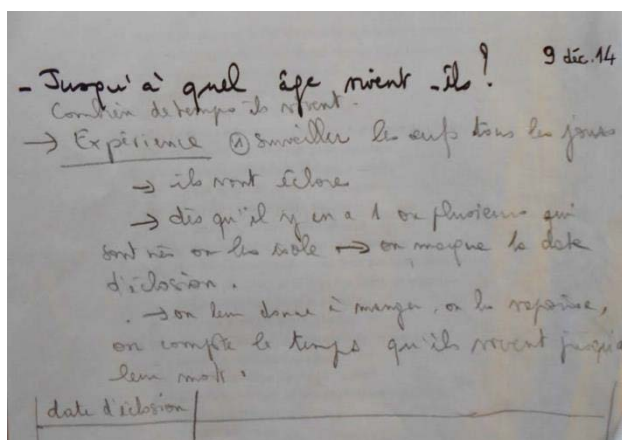 9 déc. 14
- Jusqu'à quel âge vivent-ils?
Combien de temps ils vivent.
→ Expérience ① Surveiller les œufs tous les jours
→ ils vont éclore
→ dès qu'il y en a 1 ou plusieurs qui
sont nés on les isole → on marque la date
d'éclosion.
→ on leur donne à manger, on les vaporise,
on compte le temps qu'ils vivent jusqu'à
leur mort.
date d'éclosion